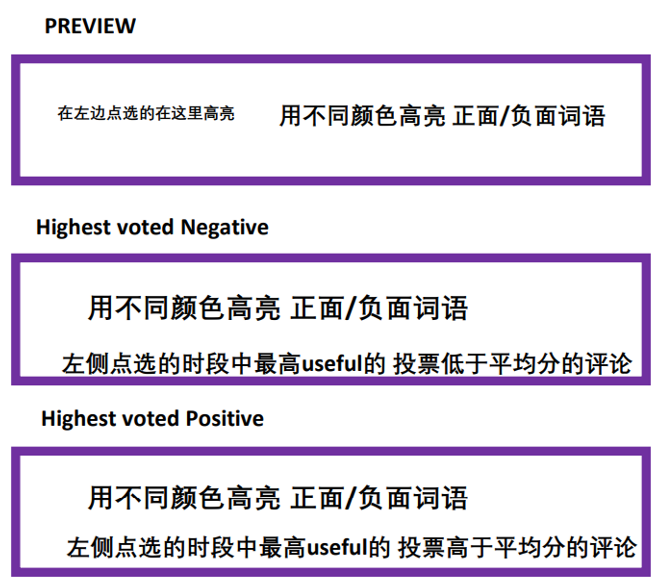 PREVIEW
在左边点选的在这里高亮 用不同颜色高亮 正面/负面词语
Highest voted Negative
用不同颜色高亮 正面/负面词语
左侧点选的时段中最高useful的 投票低于平均分的评论
Highest voted Positive
用不同颜色高亮 正面/负面词语
左侧点选的时段中最高useful的 投票高于平均分的评论